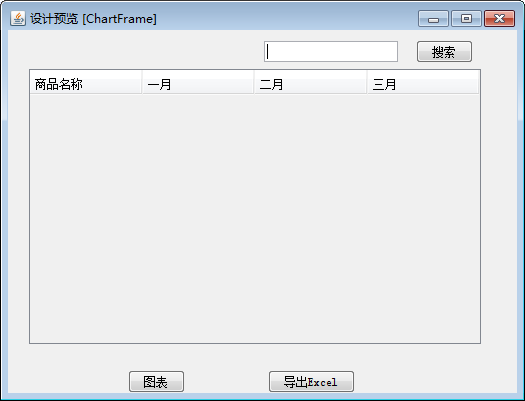 设计预览 [ChartFrame]
搜索
商品名称 一月 二月 三月
图表 导出Excel